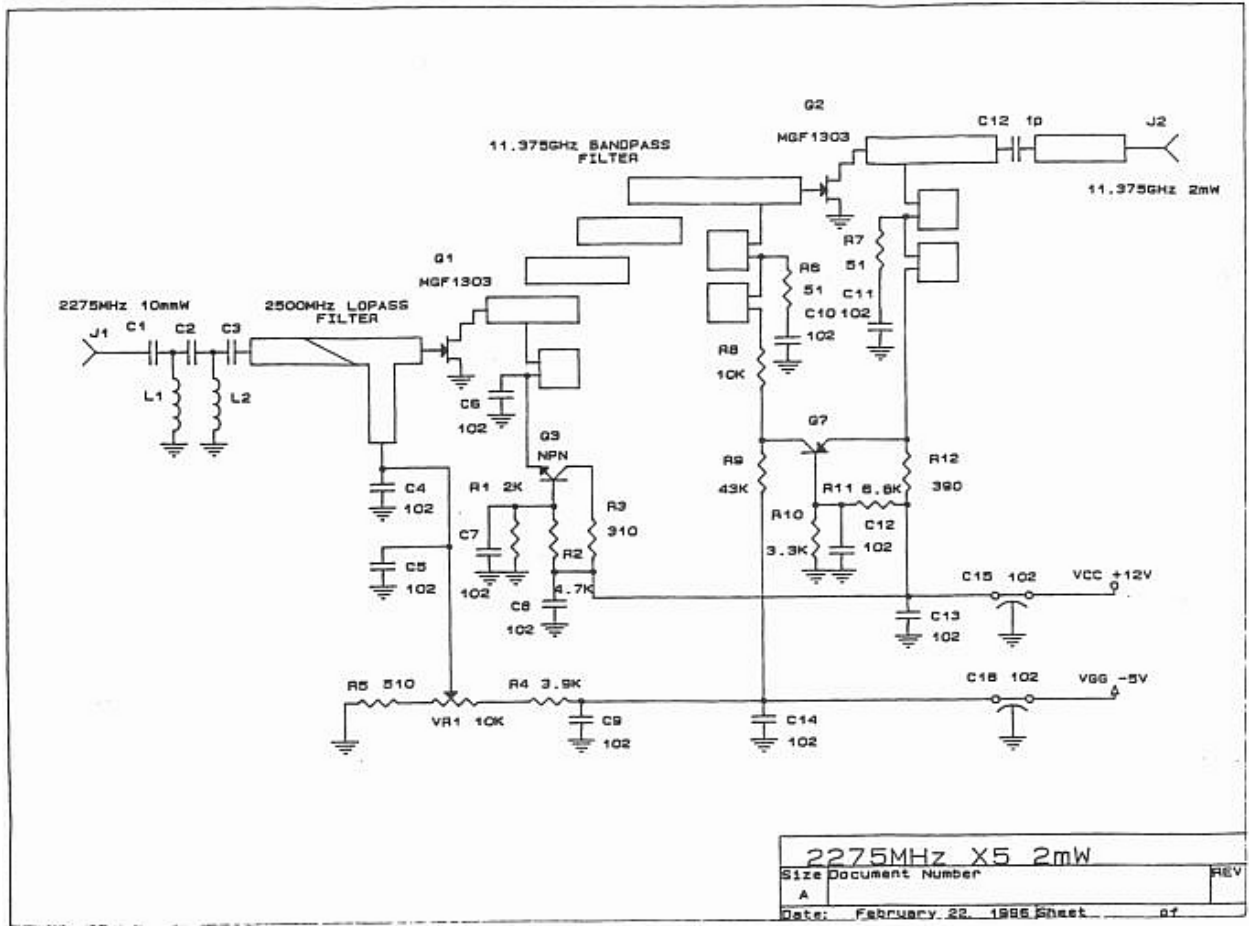 G2
MGF1303
C12 1p
J2
11.375GHz BANDPASS
FILTER
11.375GHz 2mW
G1
MGF1303
R7
51
R6
51
C11
102
C10
102
2275MHz 10mmW
2500MHz LOPASS
FILTER
J1
C1
C2
C3
L1
L2
R8
10K
C6
102
G3
NPN
G7
R9
43K
R12
390
C4
102
R1 2K
R3
310
R11 6.8K
R10
3.3K
C12
102
C7
102
R2
4.7K
C5
102
C8
102
C15 102
VCC +12V
C13
102
R5 510
VR1 10K
R4 3.9K
C9
102
C14
102
C16 102
VGG -5V
2275MHz X5 2mW
Size
Document Number
REV
A
Date: February 22, 1996
Sheet of